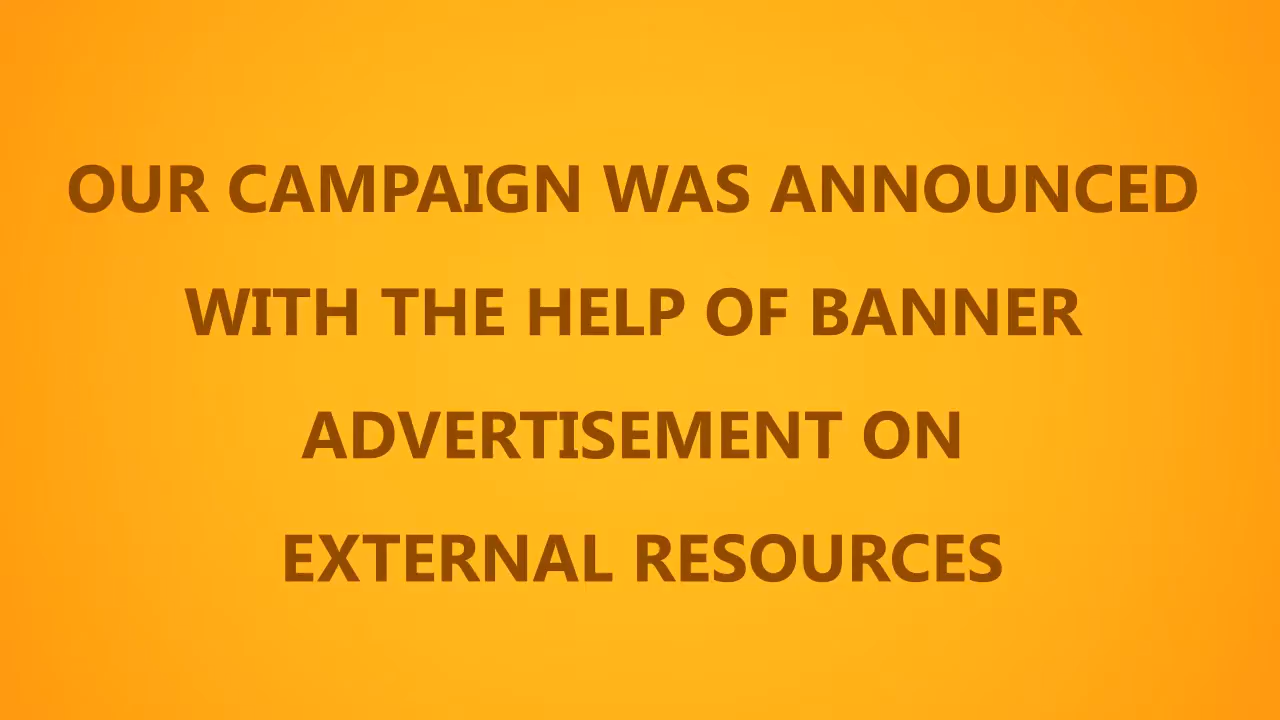 OUR CAMPAIGN WAS ANNOUNCED
WITH THE HELP OF BANNER
ADVERTISEMENT ON
EXTERNAL RESOURCES